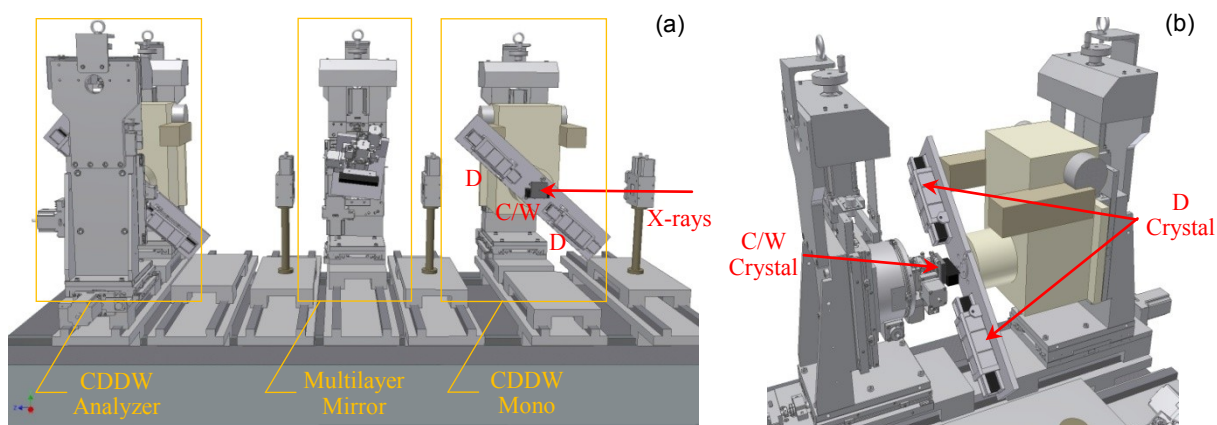 (a)
(b)
D
C/W
D
X-rays
C/W
Crystal
D
Crystal
CDDW
Analyzer
Multilayer
Mirror
CDDW
Mono